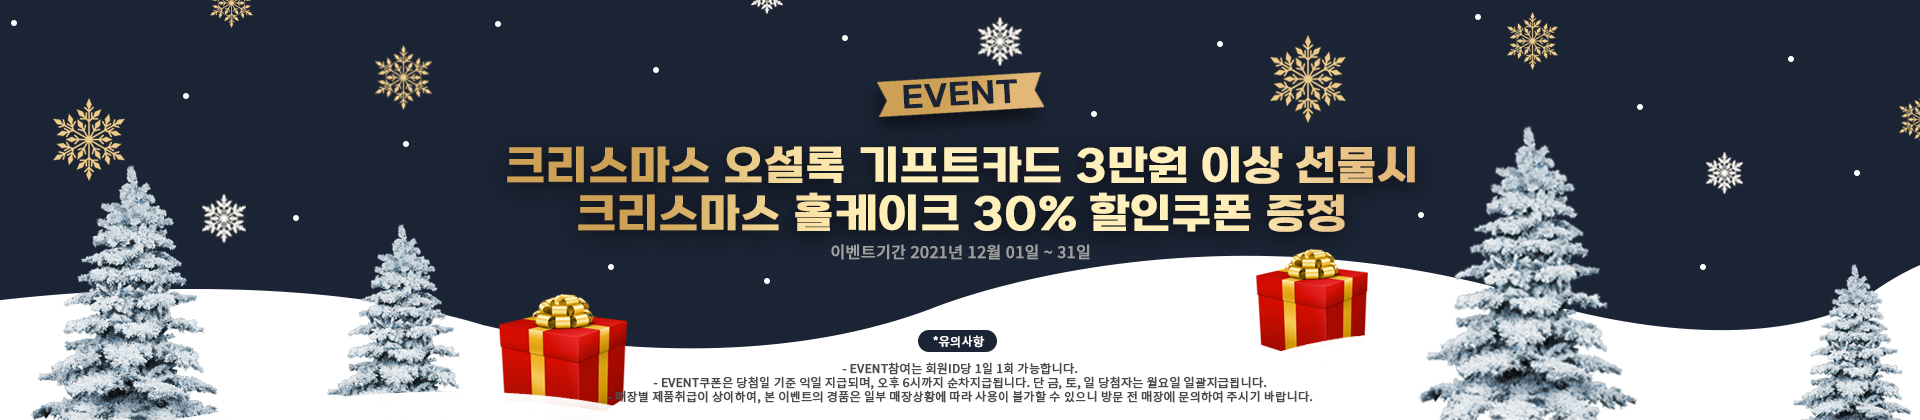 EVENT
크리스마스 오설록 기프트카드 3만원 이상 선물시
크리스마스 홀케이크 30% 할인쿠폰 증정
이벤트기간 2021년 12월 01일 ~ 31일
*유의사항
- EVENT참여는 회원ID당 1일 1회 가능합니다.
- EVENT쿠폰은 당첨일 기준 익일 지급되며, 오후 6시까지 순차지급됩니다. 단 금, 토, 일 당첨자는 월요일 일괄지급됩니다.
- 매장별 제품취급이 상이하여, 본 이벤트의 경품은 일부 매장상황에 따라 사용이 불가할 수 있으니 방문 전 매장에 문의하여 주시기 바랍니다.